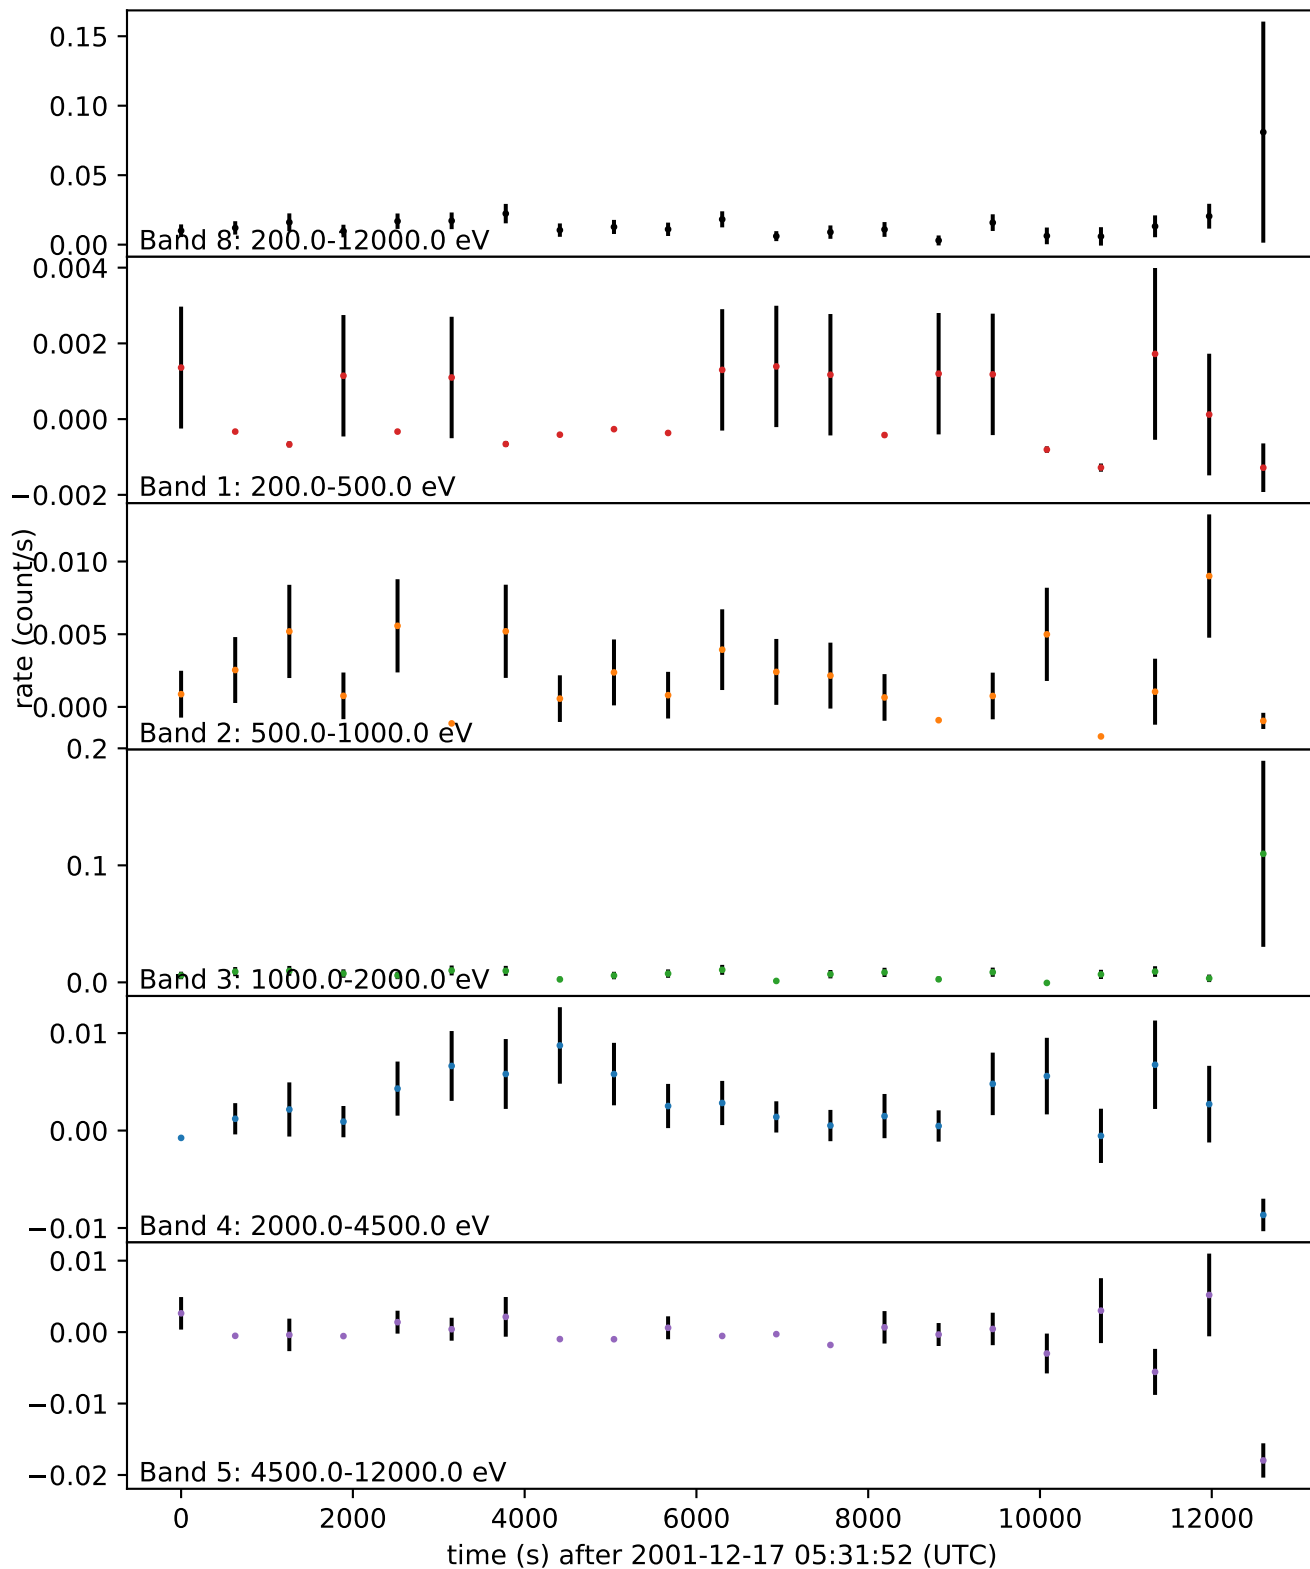 0.15
0.10
0.05
0.00
Band 8: 200.0-12000.0 eV
0.004
0.002
0.000
−0.002
Band 1: 200.0-500.0 eV
rate (count/s)
0.010
0.005
0.000
Band 2: 500.0-1000.0 eV
0.2
0.1
0.0
Band 3: 1000.0-2000.0 eV
0.01
0.00
−0.01
Band 4: 2000.0-4500.0 eV
0.01
0.00
−0.01
−0.02
Band 5: 4500.0-12000.0 eV
0 2000 4000 6000 8000 10000 12000
time (s) after 2001-12-17 05:31:52 (UTC)